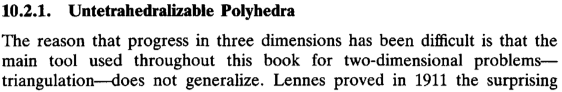 10.2.1. Untetrahedralizable Polyhedra
The reason that progress in three dimensions has been difficult is that the
main tool used throughout this book for two-dimensional problems—
triangulation—does not generalize. Lennes proved in 1911 the surprising